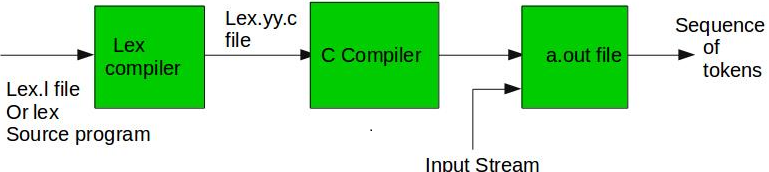 Lex.l file
Or lex
Source program
Lex
compiler
Lex.yy.c
file
C Compiler
a.out file
Input Stream
Sequence
of
tokens